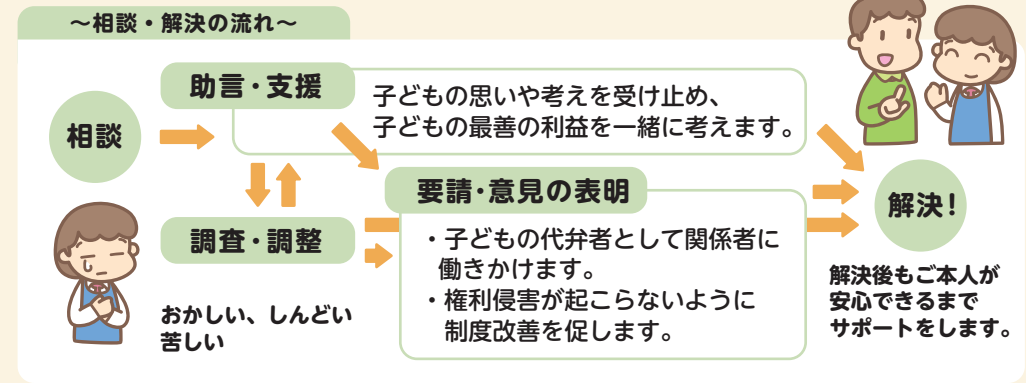 ～相談・解決の流れ～
相談
助言・支援
子どもの思いや考えを受け止め、
子どもの最善の利益を一緒に考えます。
調査・調整
おかしい、しんどい
苦しい
要請・意見の表明
・子どもの代弁者として関係者に
働きかけます。
・権利侵害が起こらないように
制度改善を促します。
解決！
解決後もご本人が
安心できるまで
サポートをします。